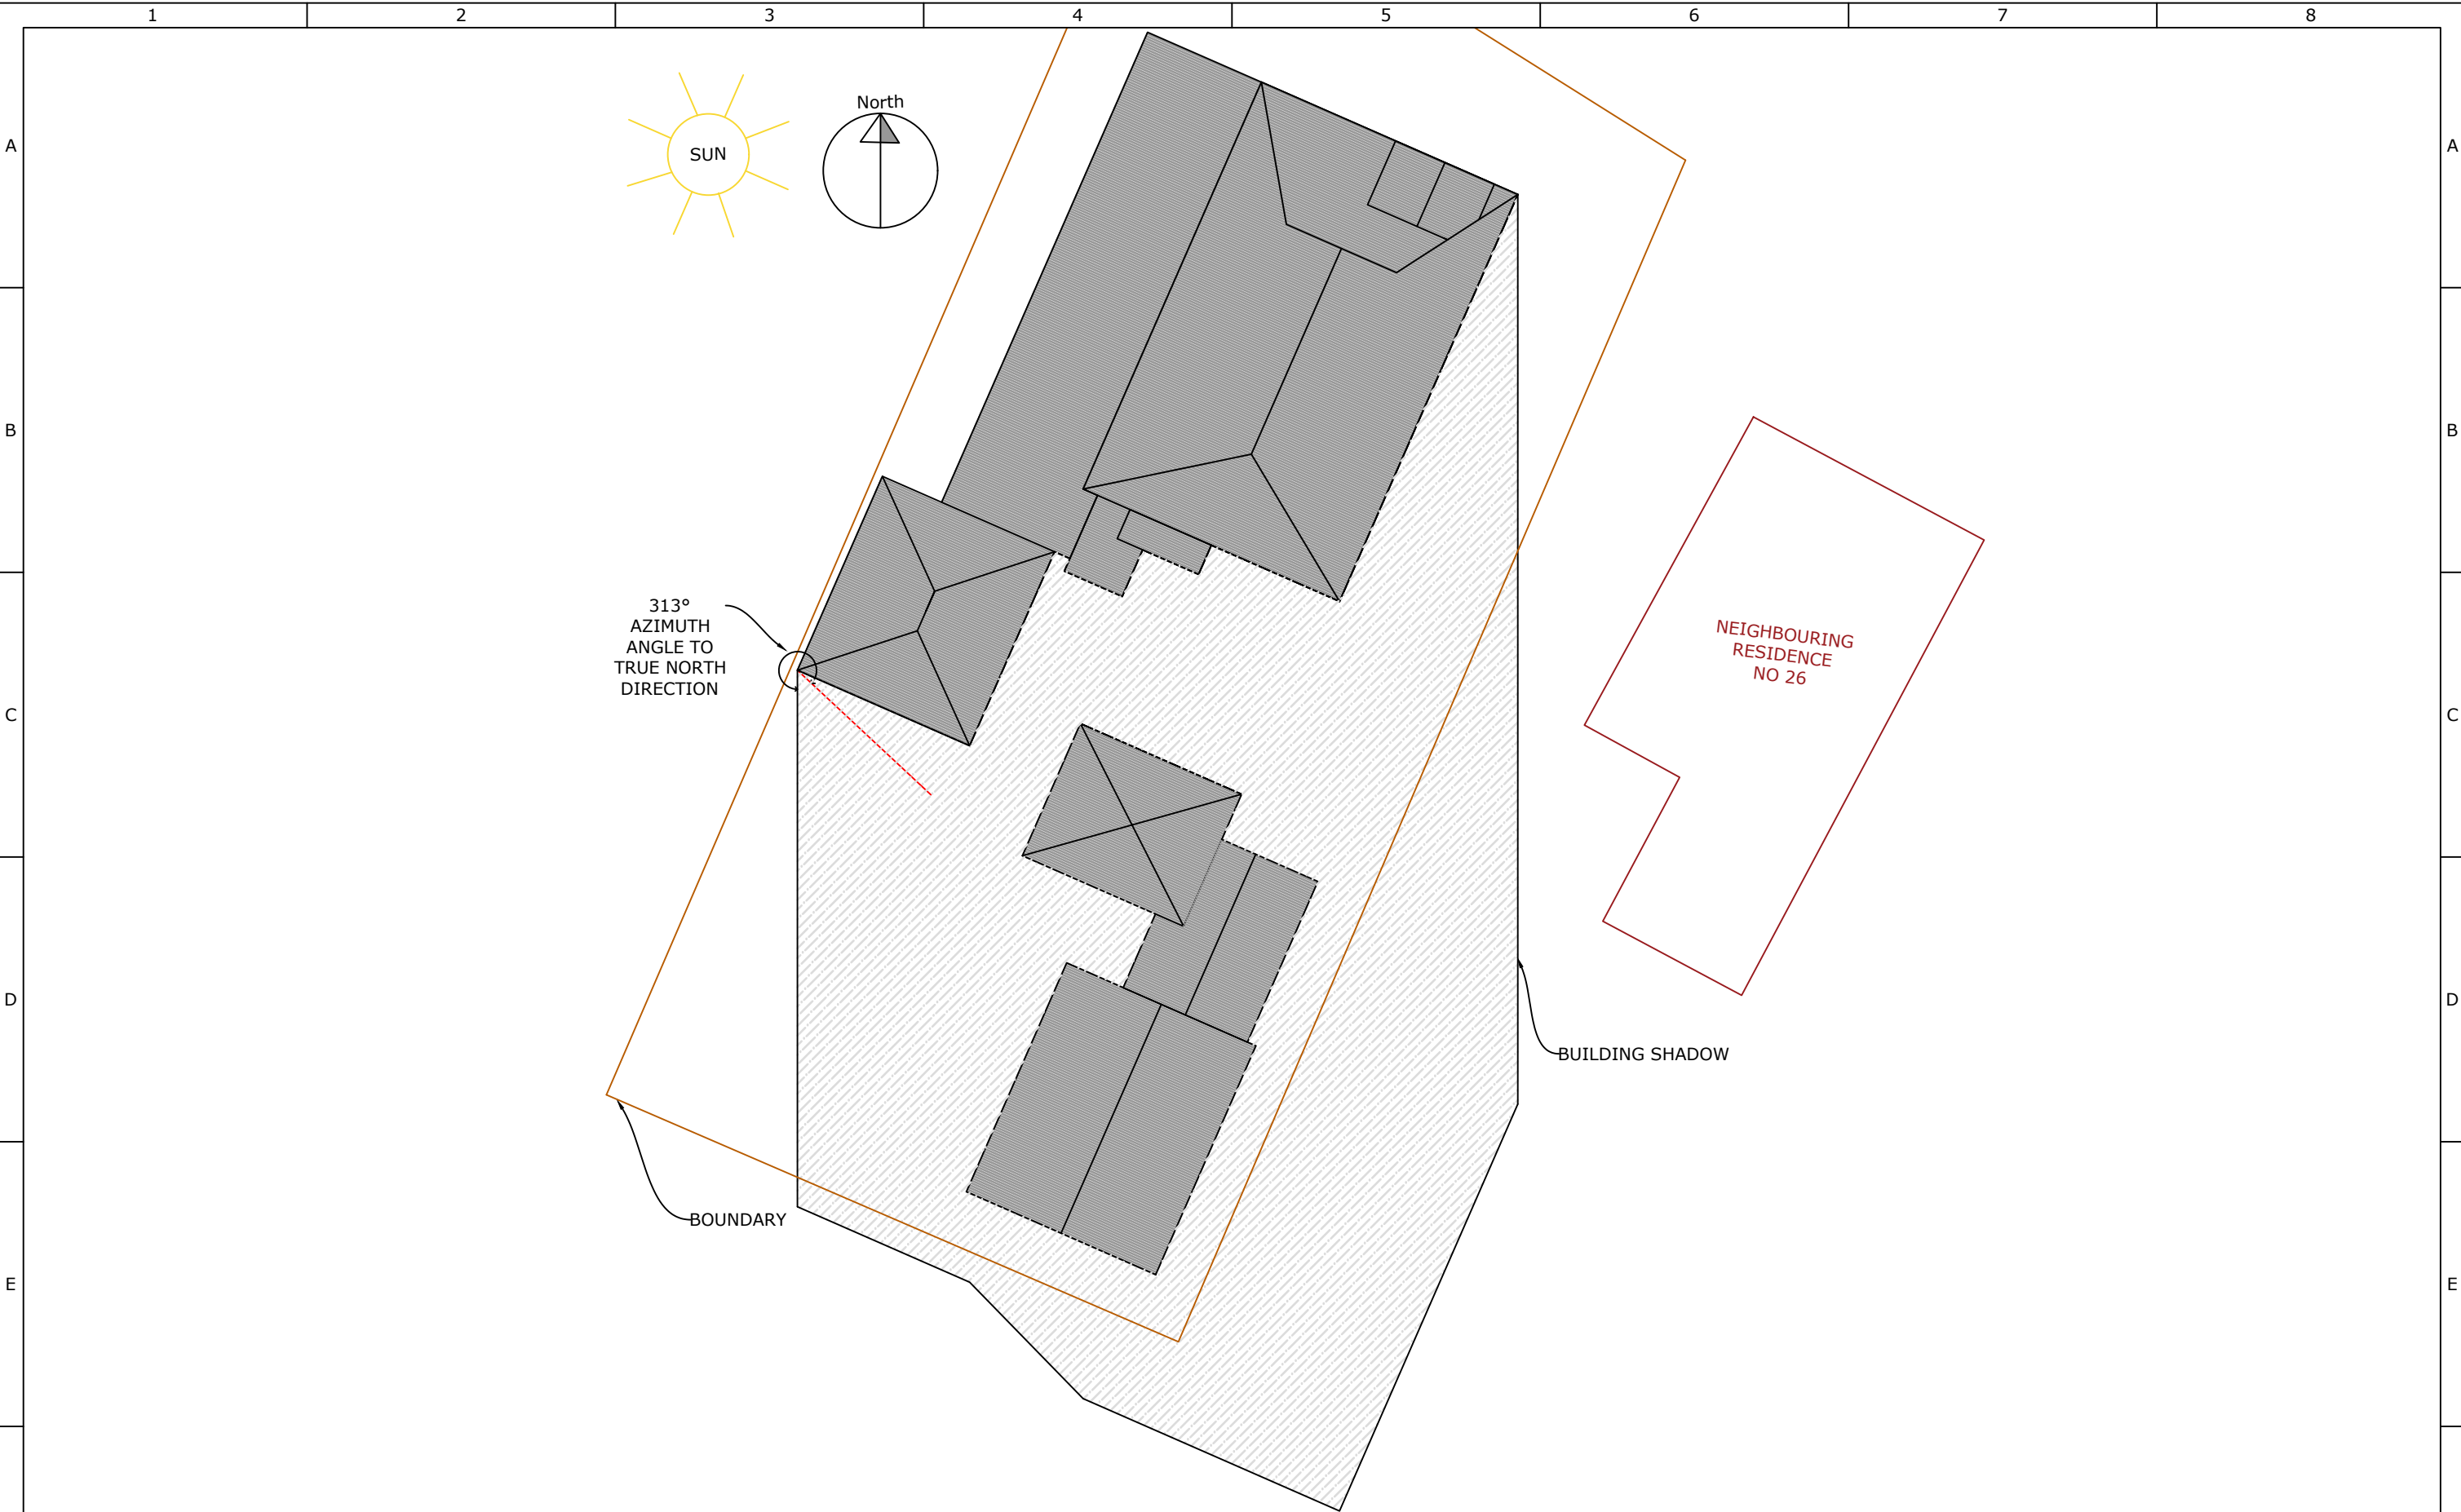 1 2 3 4 5 6 7 8
A A
North
SUN
B B
313°
AZIMUTH
ANGLE TO
TRUE NORTH
DIRECTION
NEIGHBOURING
RESIDENCE
NO 26
C C
D D
BUILDING SHADOW
BOUNDARY
E E